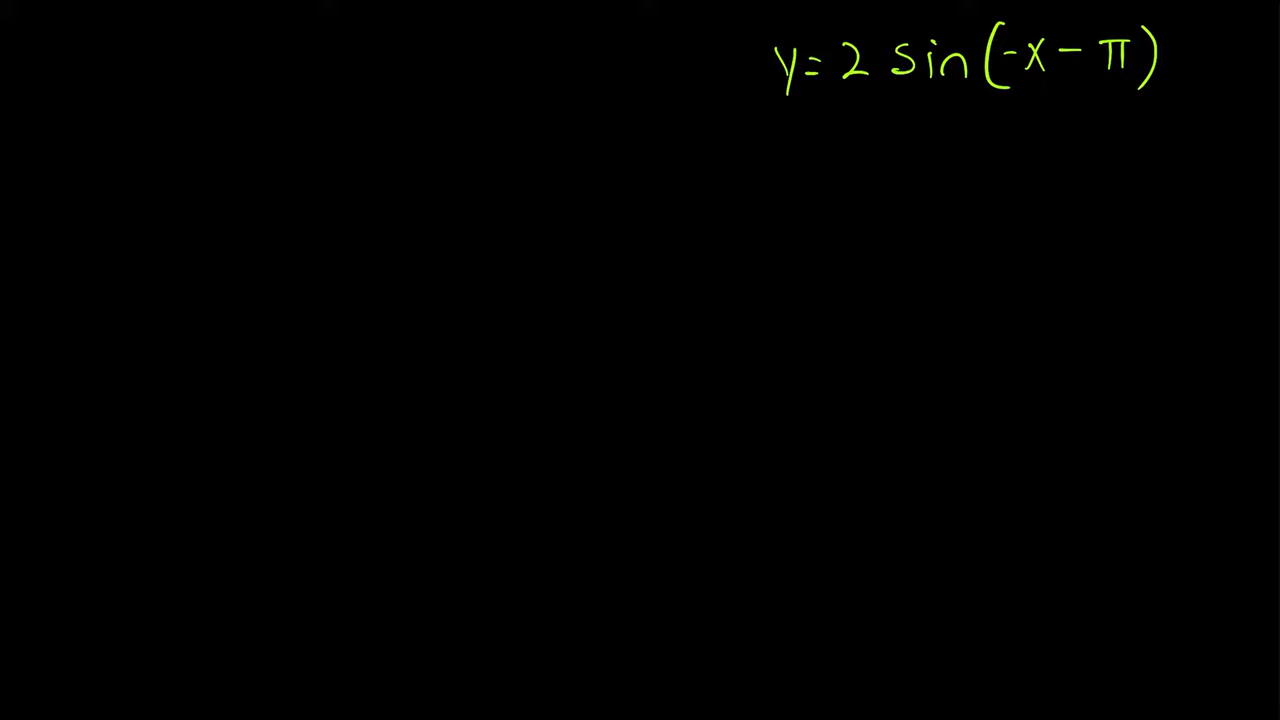 y = 2 sin(-x - π)